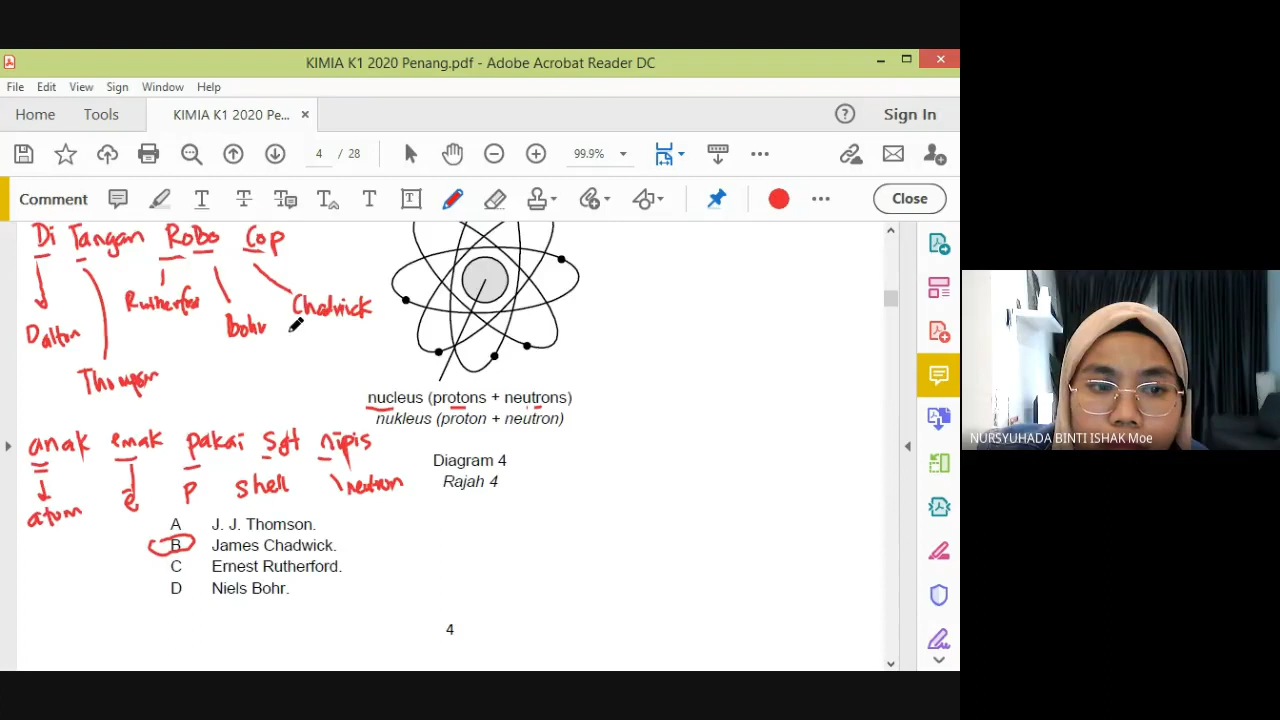 KIMIA K1 2020 Penang.pdf - Adobe Acrobat Reader DC
File Edit View Sign Window Help
Home Tools KIMIA K1 2020 Pe... × Sign In
4 / 28 99.9%
Comment Close
Di Tangan RoBo Cop
Dalton
Thomson
Rutherford
Bohr
Chadwick
nucleus (protons + neutrons)
nukleus (proton + neutron)
anak emak pakai sgt nipis
atom e p shell neutron
Diagram 4
Rajah 4
A J. J. Thomson.
B James Chadwick.
C Ernest Rutherford.
D Niels Bohr.
4
NURSYUHADA BINTI ISHAK Moe